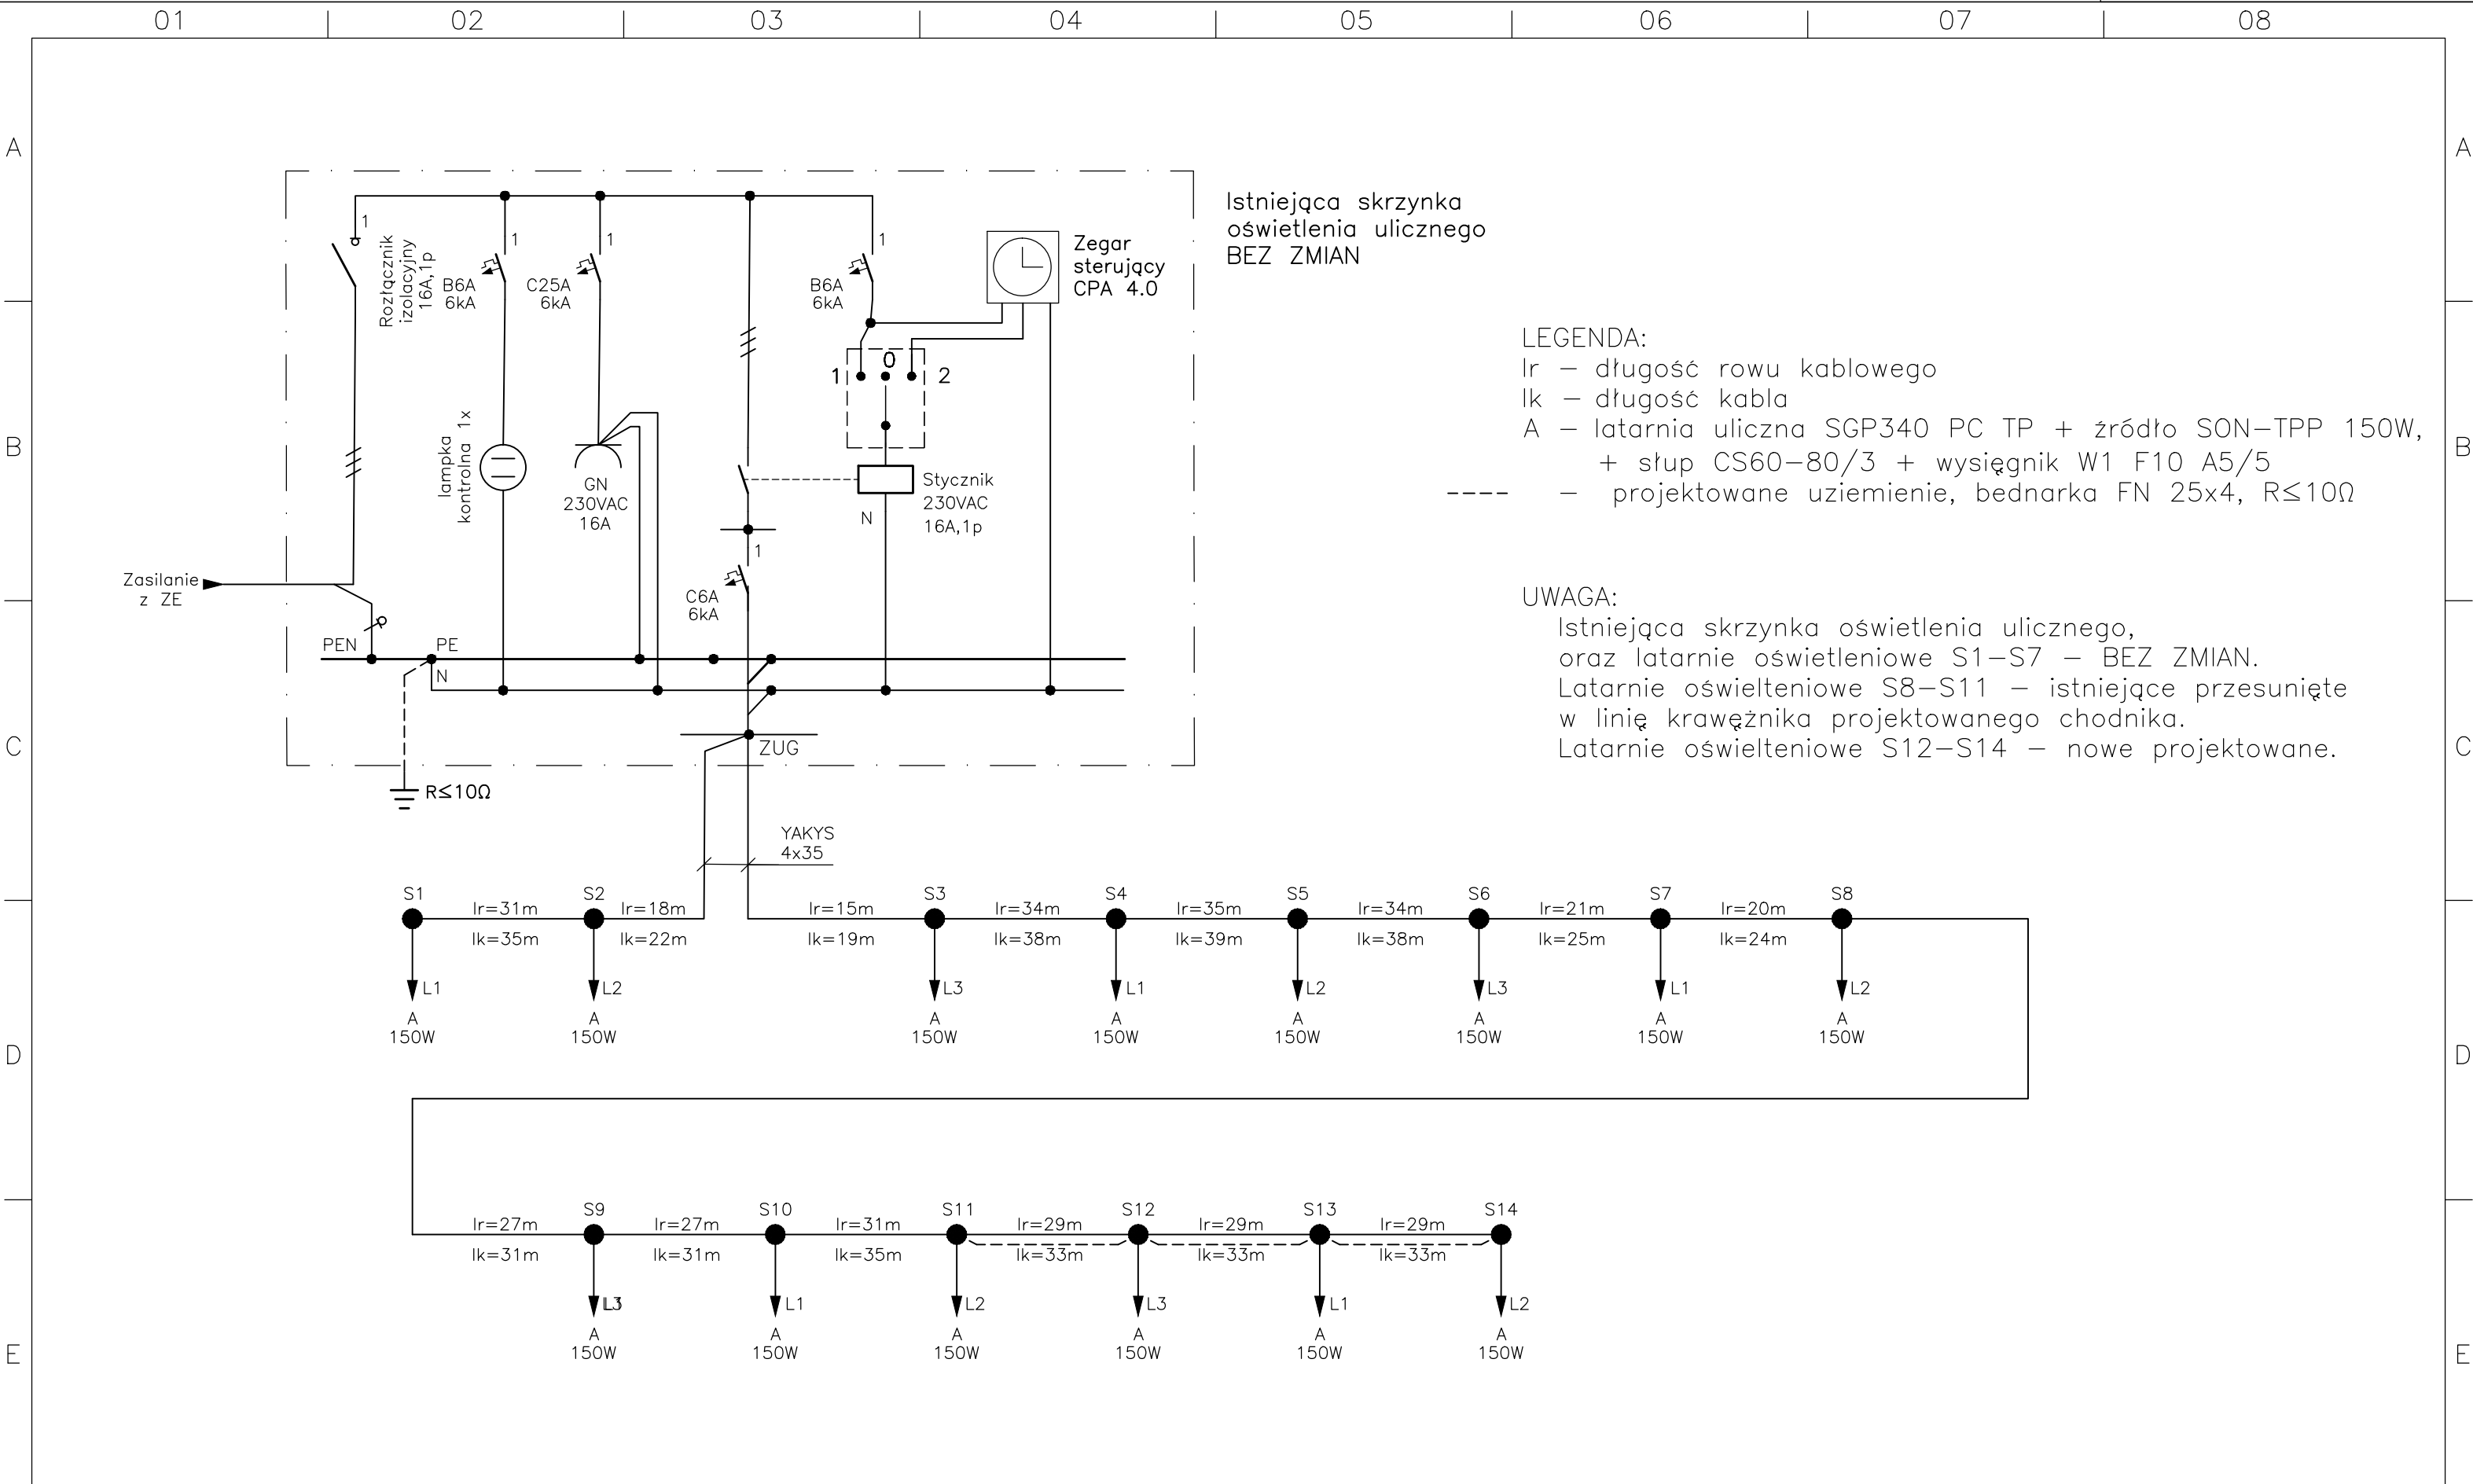 01 02 03 04 05 06 07 08
A A
Istniejąca skrzynka
oświetlenia ulicznego
BEZ ZMIAN
1
Rozłącznik
izolacyjny
16A,1p
1
B6A
6kA
1
C25A
6kA
1
B6A
6kA
Zegar
sterujący
CPA 4.0
1 0 2
B B
lampka
kontrolna 1x
GN
230VAC
16A
Stycznik
230VAC
16A,1p
N
1
C6A
6kA
Zasilanie
z ZE
PEN PE
N
ZUG
R≤10Ω
LEGENDA:
lr – długość rowu kablowego
lk – długość kabla
A – latarnia uliczna SGP340 PC TP + źródło SON–TPP 150W,
+ słup CS60–80/3 + wysięgnik W1 F10 A5/5
– projektowane uziemienie, bednarka FN 25x4, R≤10Ω
UWAGA:
Istniejąca skrzynka oświetlenia ulicznego,
oraz latarnie oświetleniowe S1–S7 – BEZ ZMIAN.
Latarnie oświelteniowe S8–S11 – istniejące przesunięte
w linię krawężnika projektowanego chodnika.
Latarnie oświelteniowe S12–S14 – nowe projektowane.
C C
YAKYS
4x35
S1 S2 S3 S4 S5 S6 S7 S8
lr=31m lr=18m lr=15m lr=34m lr=35m lr=34m lr=21m lr=20m
lk=35m lk=22m lk=19m lk=38m lk=39m lk=38m lk=25m lk=24m
L1 L2 L3 L1 L2 L3 L1 L2
A A A A A A A A
150W 150W 150W 150W 150W 150W 150W 150W
D D
S9 S10 S11 S12 S13 S14
lr=27m lr=27m lr=31m lr=29m lr=29m lr=29m
lk=31m lk=31m lk=35m lk=33m lk=33m lk=33m
L1 L2 L3 L1 L2
A A A A A A
150W 150W 150W 150W 150W 150W
E E